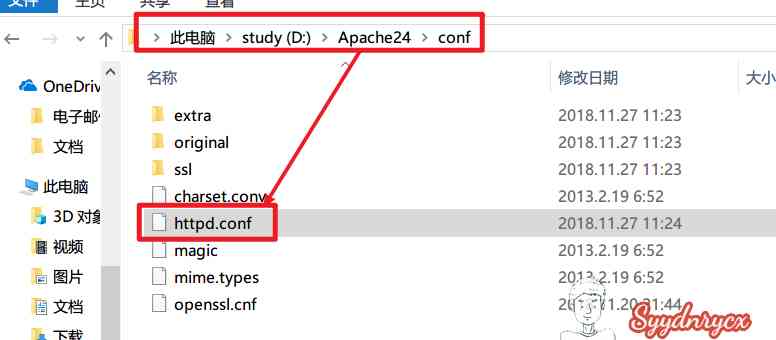 文件
主页
共享
查看
此电脑 > study (D:) > Apache24 > conf
名称
修改日期
大小
OneDriv
电子邮
文档
此电脑
3D 对象
视频
图片
文档
下载
extra 2018.11.27 11:23
original 2018.11.27 11:23
ssl 2018.11.27 11:23
charset.conv 2013.2.19 6:52
httpd.conf 2018.11.27 11:24
magic 2013.2.19 6:52
mime.types 2013.2.19 6:52
openssl.cnf 1.20 31:44
Syydnrycx